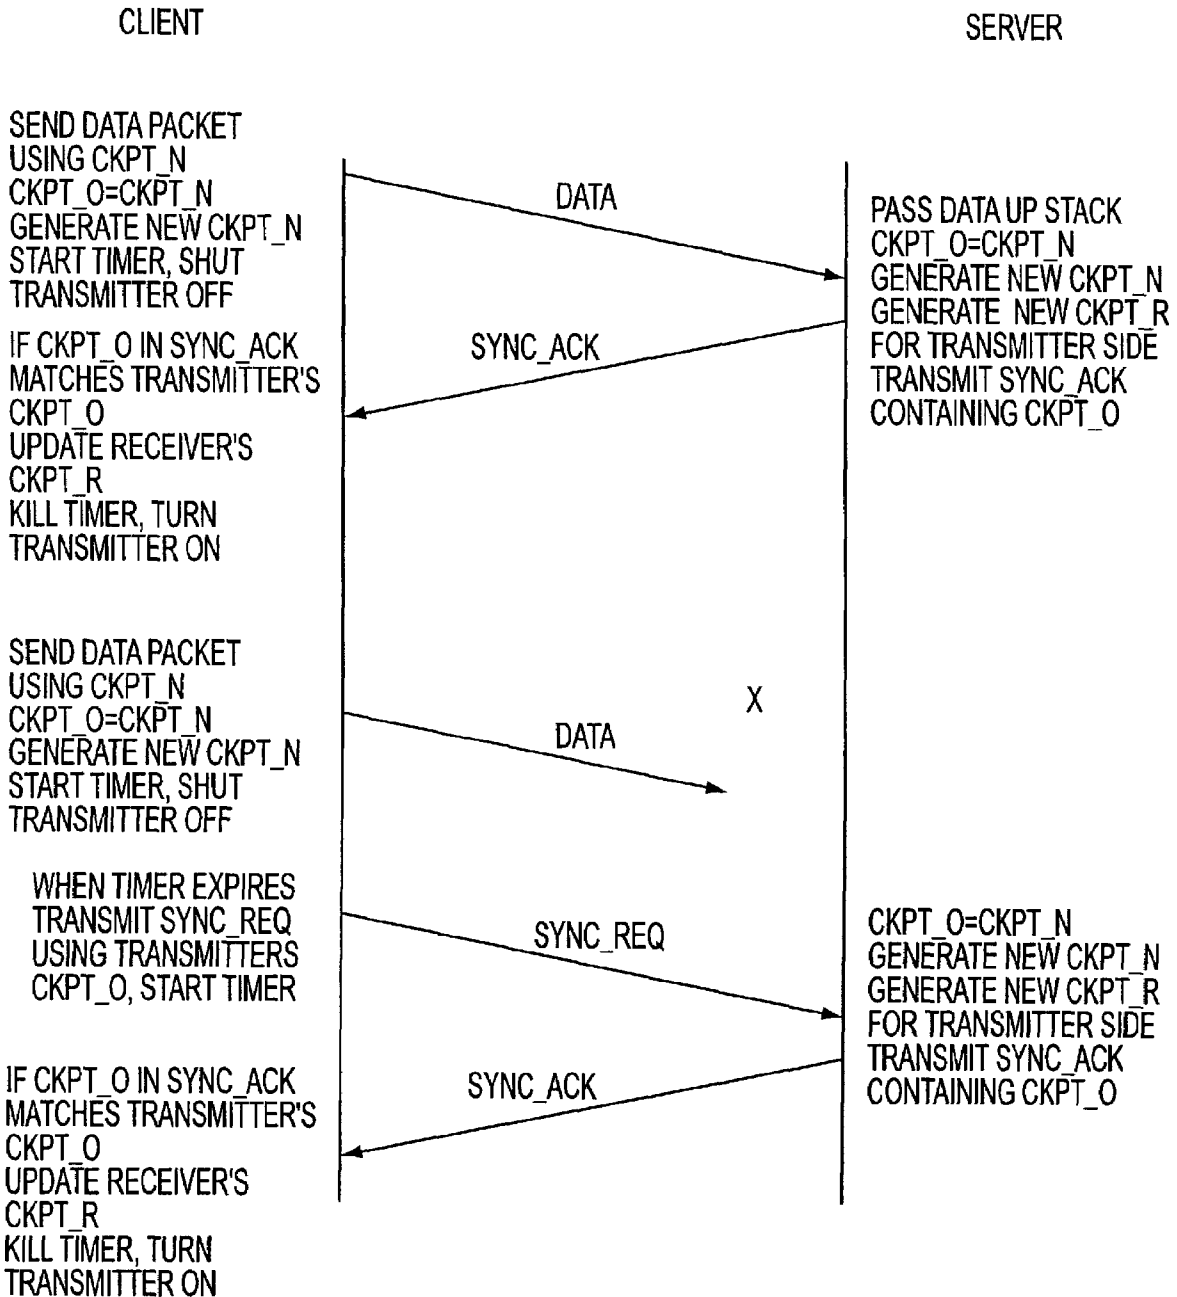 CLIENT
SERVER
SEND DATA PACKET
USING CKPT_N
CKPT_O=CKPT_N
GENERATE NEW CKPT_N
START TIMER, SHUT
TRANSMITTER OFF
DATA
PASS DATA UP STACK
CKPT_O=CKPT_N
GENERATE NEW CKPT_N
GENERATE NEW CKPT_R
FOR TRANSMITTER SIDE
TRANSMIT SYNC_ACK
CONTAINING CKPT_O
SYNC_ACK
IF CKPT_O IN SYNC_ACK
MATCHES TRANSMITTER'S
CKPT_O
UPDATE RECEIVER'S
CKPT_R
KILL TIMER, TURN
TRANSMITTER ON
SEND DATA PACKET
USING CKPT_N
CKPT_O=CKPT_N
GENERATE NEW CKPT_N
START TIMER, SHUT
TRANSMITTER OFF
X
DATA
WHEN TIMER EXPIRES
TRANSMIT SYNC_REQ
USING TRANSMITTERS
CKPT_O, START TIMER
SYNC_REQ
CKPT_O=CKPT_N
GENERATE NEW CKPT_N
GENERATE NEW CKPT_R
FOR TRANSMITTER SIDE
TRANSMIT SYNC_ACK
CONTAINING CKPT_O
SYNC_ACK
IF CKPT_O IN SYNC_ACK
MATCHES TRANSMITTER'S
CKPT_O
UPDATE RECEIVER'S
CKPT_R
KILL TIMER, TURN
TRANSMITTER ON